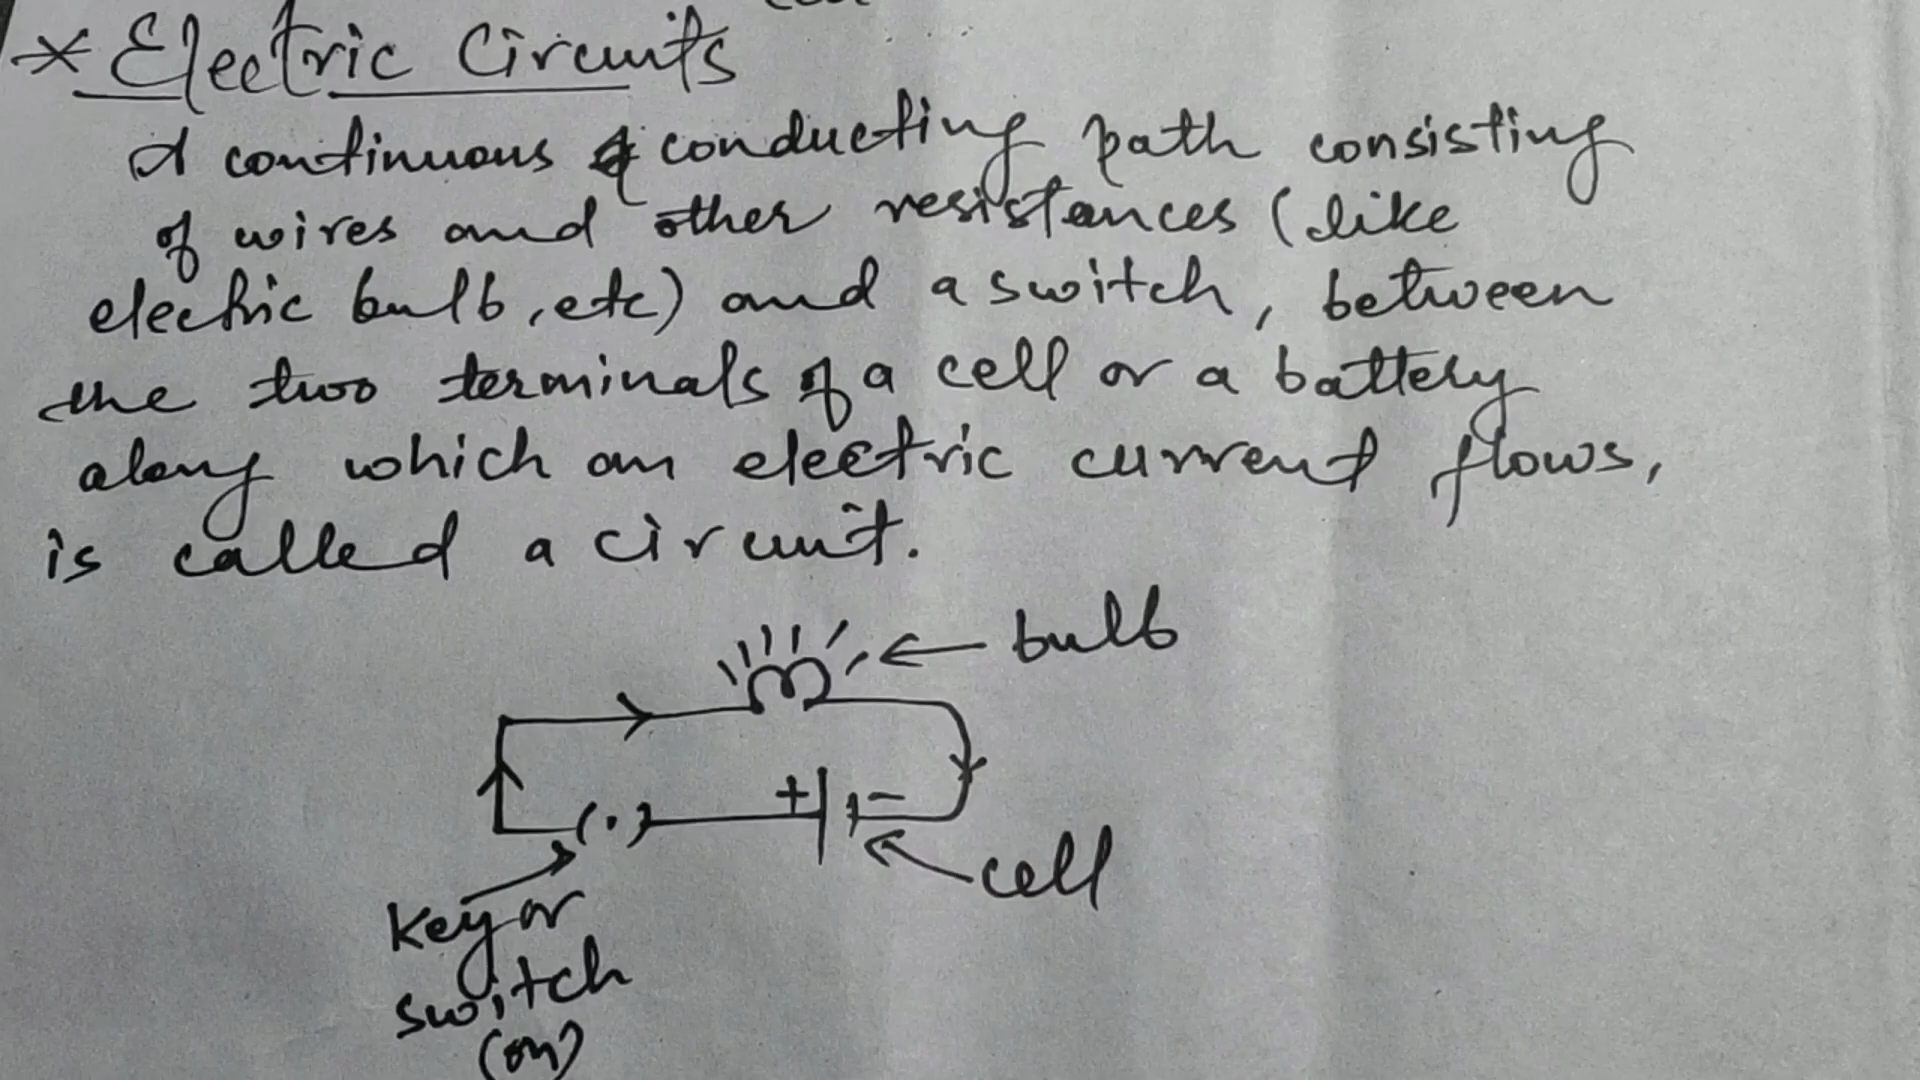 * Electric Circuits
A continuous conducting path consisting
of wires and other resistances (like
electric bulb, etc) and a switch, between
the two terminals of a cell or a battery
along which an electric current flows,
is called a circuit.
bulb
+ -
(.)
cell
Key or
switch
(on)